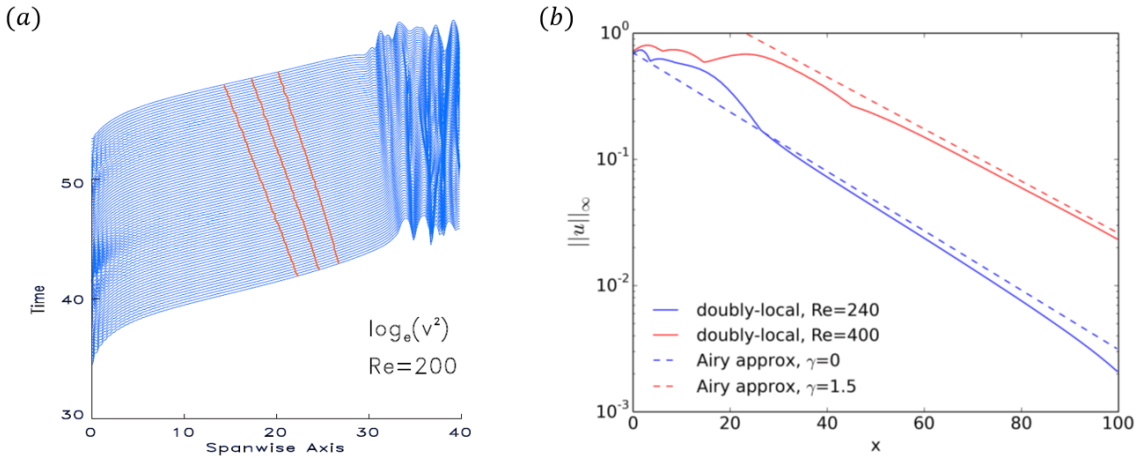 (a)
50
40
30
Time
0
10
20
30
40
Spanwise Axis
logₑ(v²)
Re=200
(b)
10⁰
10⁻¹
10⁻²
10⁻³
||u||∞
doubly-local, Re=240
doubly-local, Re=400
Airy approx, γ=0
Airy approx, γ=1.5
0
20
40
60
80
100
x